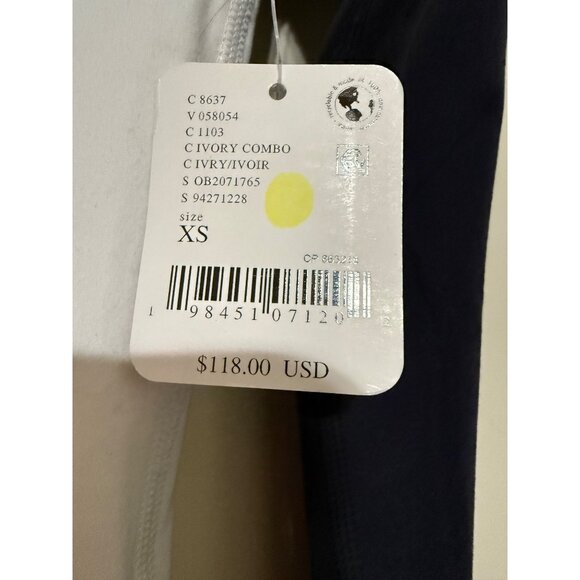 C 8637
V 058054
C 1103
C IVORY COMBO
C IVRY/IVOIR
S OB2071765
S 94271228
size
XS
1 98451 07120
$118.00 USD